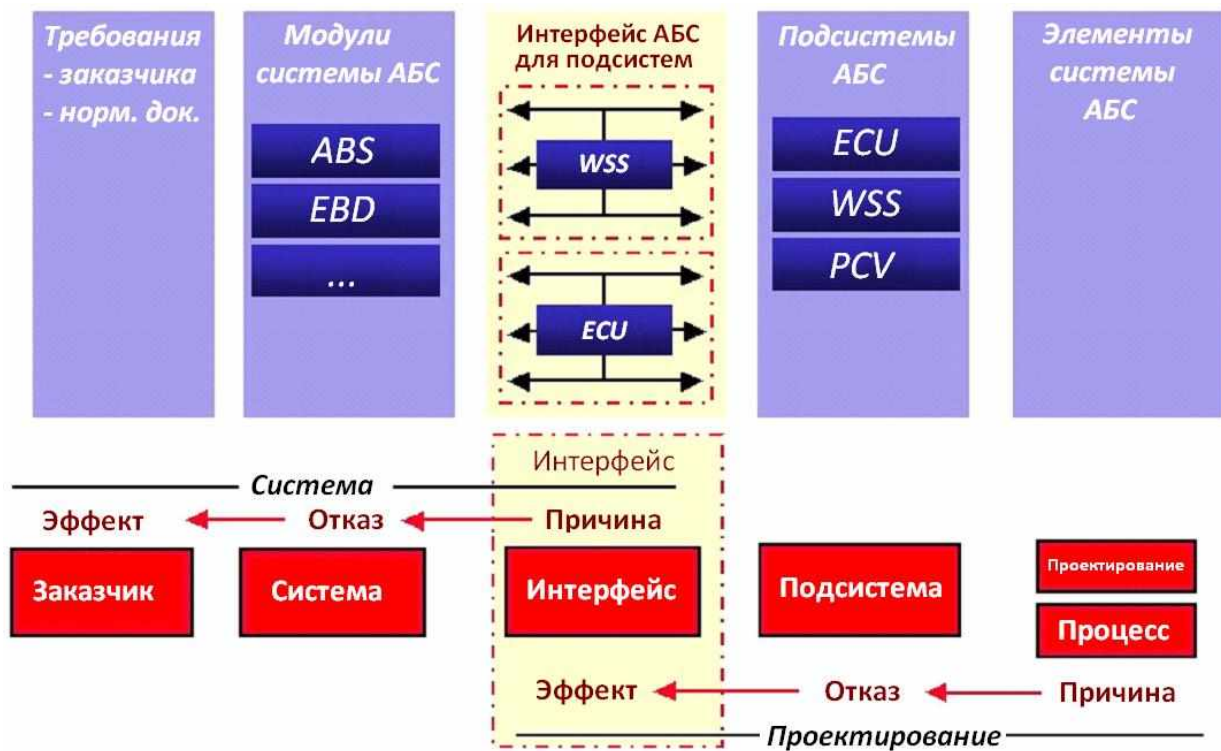 Требования
- заказчика
- норм. док.
Модули
системы АБС
ABS
EBD
...
Интерфейс АБС
для подсистем
WSS
ECU
Подсистемы
АБС
ECU
WSS
PCV
Элементы
системы
АБС
Интерфейс
Система
Эффект
Отказ
Причина
Заказчик
Система
Интерфейс
Подсистема
Проектирование
Процесс
Эффект
Отказ
Причина
Проектирование